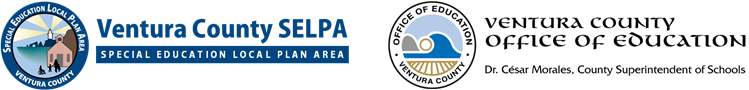 SPECIAL EDUCATION LOCAL PLAN AREA
VENTURA COUNTY
Ventura County SELPA
SPECIAL EDUCATION LOCAL PLAN AREA
OFFICE OF EDUCATION
VENTURA COUNTY
VENTURA COUNTY
OFFICE OF EDUCATION
Dr. César Morales, County Superintendent of Schools